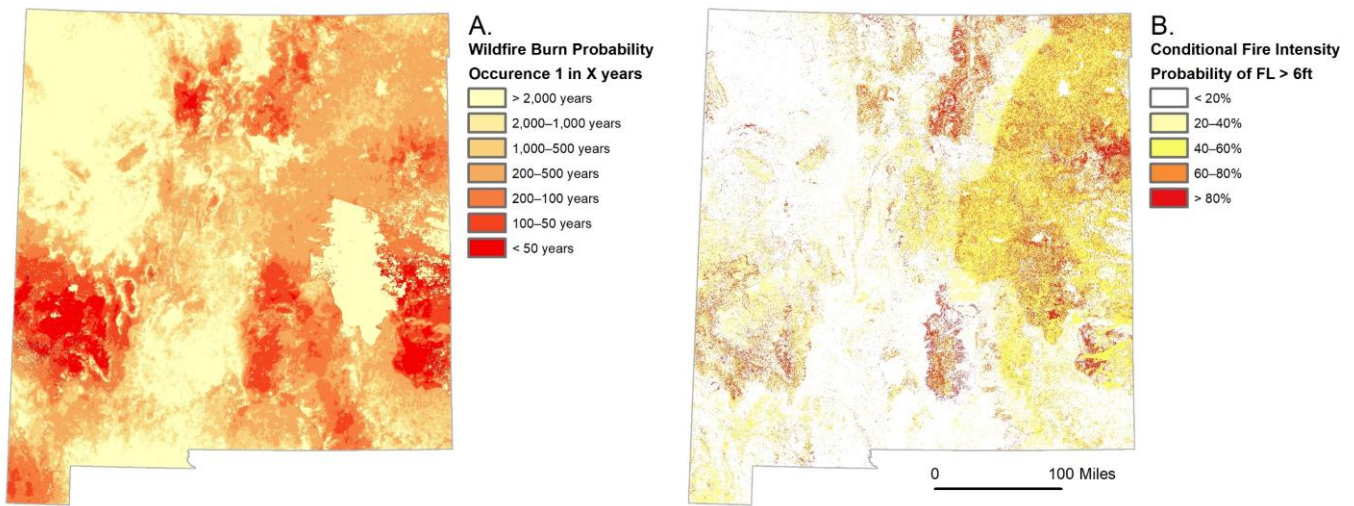 A.
Wildfire Burn Probability
Occurence 1 in X years
> 2,000 years
2,000–1,000 years
1,000–500 years
200–500 years
200–100 years
100–50 years
< 50 years
B.
Conditional Fire Intensity
Probability of FL > 6ft
< 20%
20–40%
40–60%
60–80%
> 80%
0 100 Miles